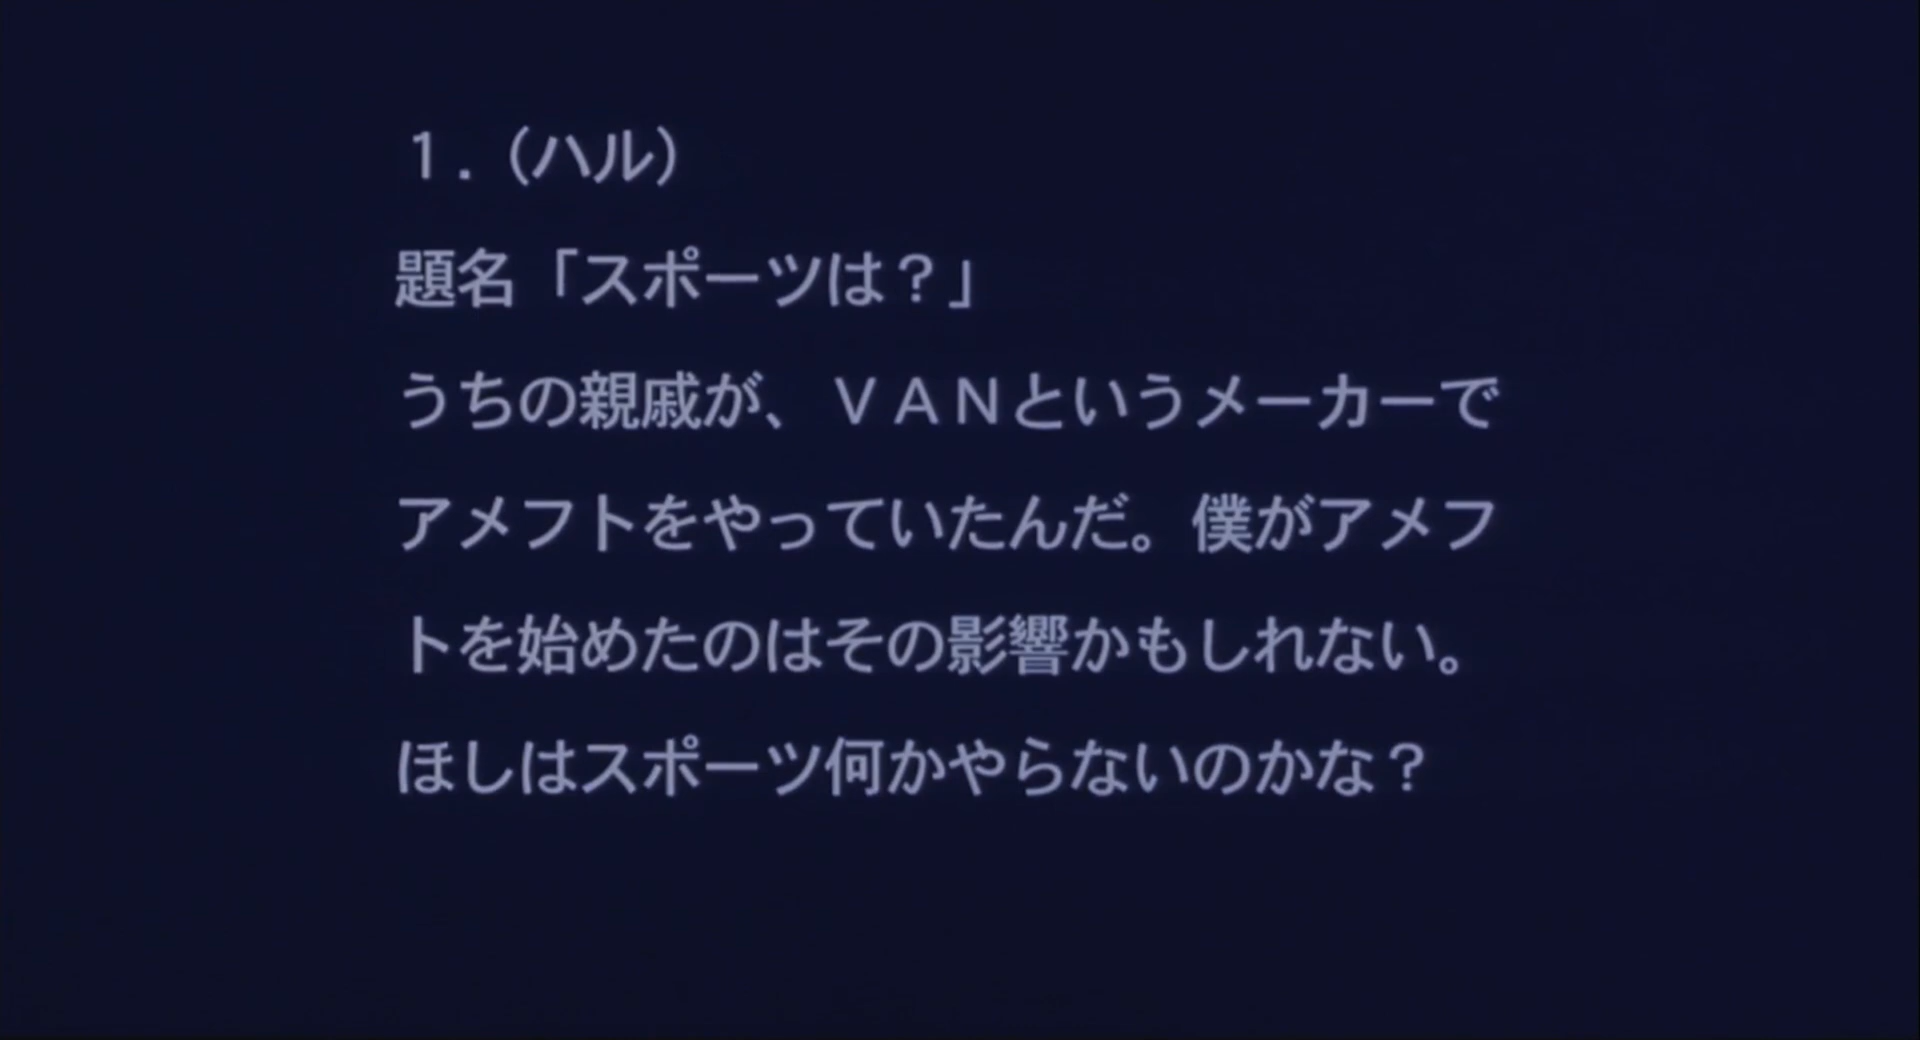 １.（ハル）
題名「スポーツは？」
うちの親戚が、ＶＡＮというメーカーで
アメフトをやっていたんだ。僕がアメフ
トを始めたのはその影響かもしれない。
ほしはスポーツ何かやらないのかな？